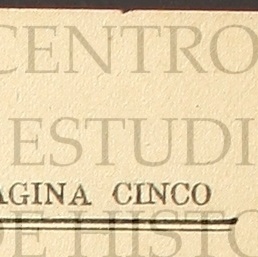 CENTRO
ESTUDI
AGINA CINCO
DE HISTO